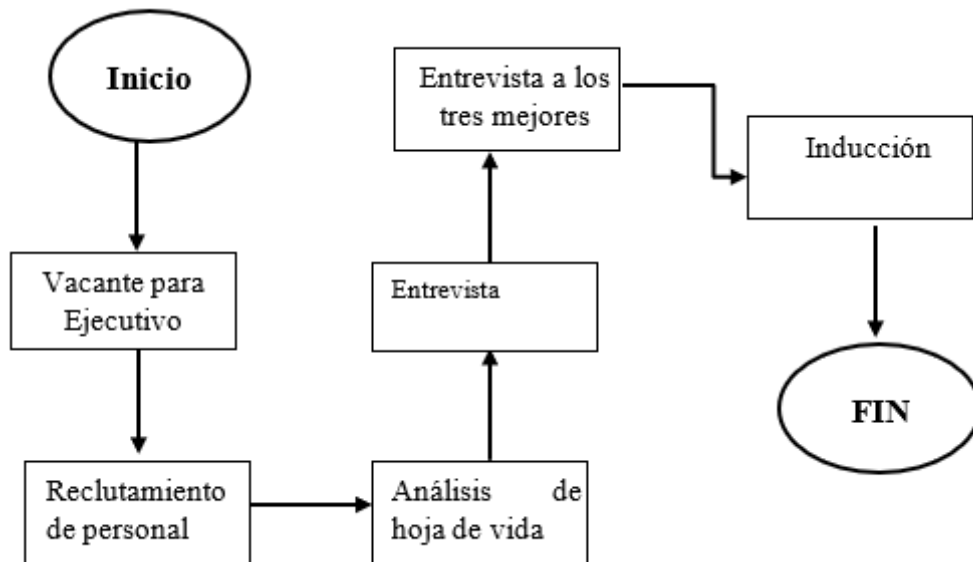 Inicio
Vacante para
Ejecutivo
Reclutamiento
de personal
Análisis de
hoja de vida
Entrevista
Entrevista a los
tres mejores
Inducción
FIN